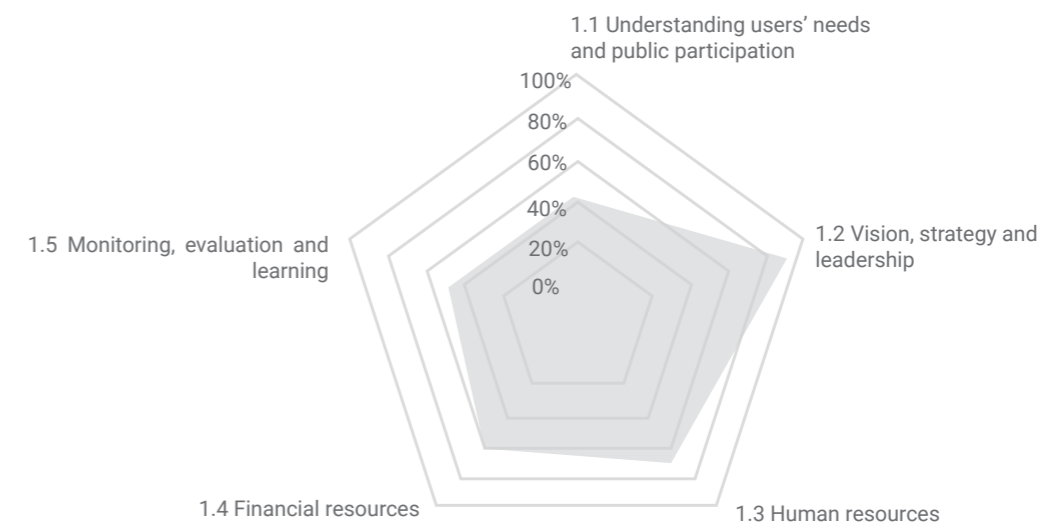 1.1 Understanding users’ needs
and public participation
100%
80%
60%
40%
20%
0%
1.2 Vision, strategy and
leadership
1.5 Monitoring, evaluation and
learning
1.4 Financial resources
1.3 Human resources